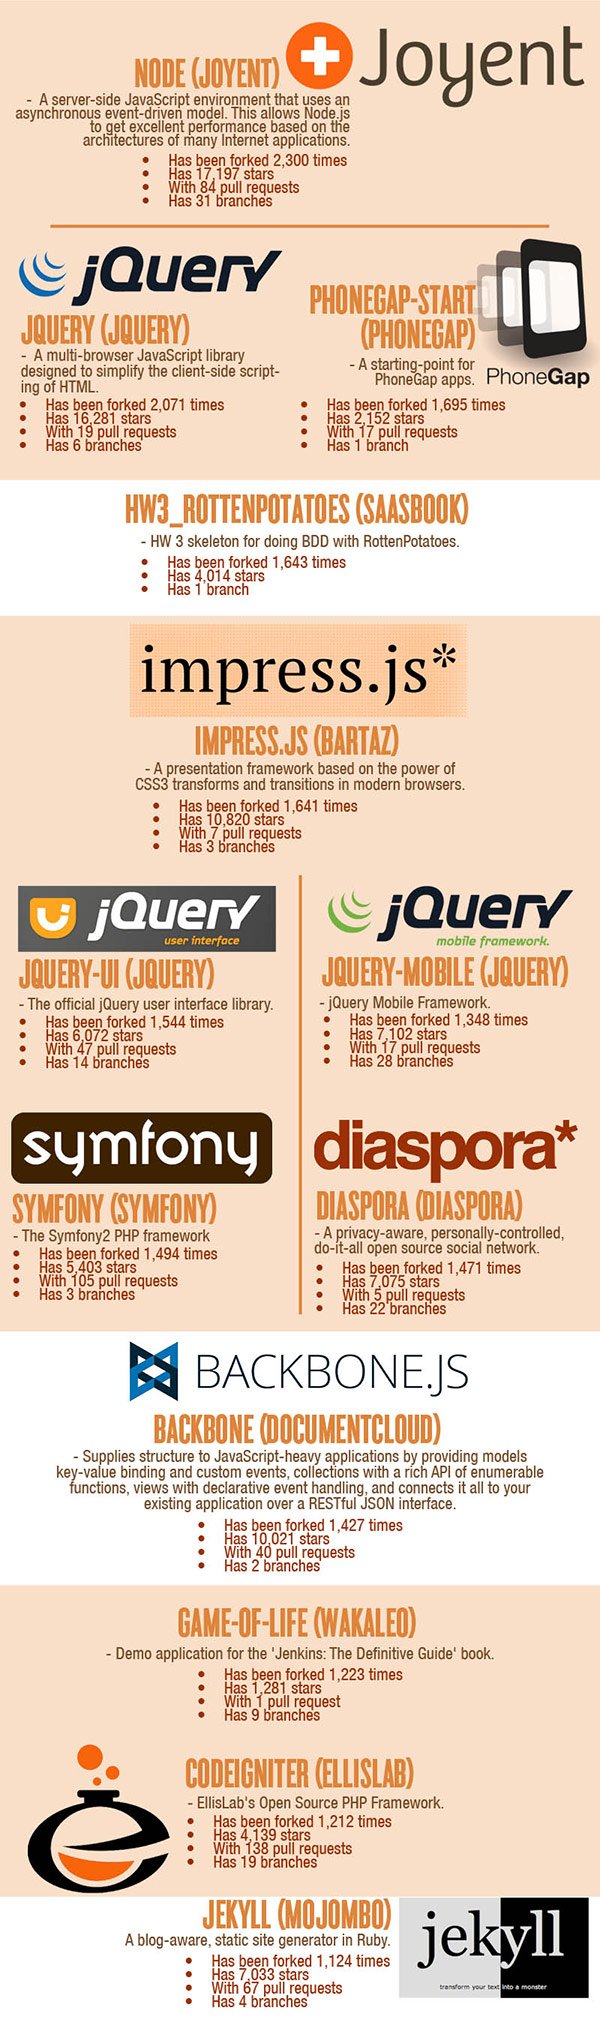 NODE (JOYENT)
Joyent
- A server-side JavaScript environment that uses an
asynchronous event-driven model. This allows Node.js
to get excellent performance based on the
architectures of many Internet applications.
• Has been forked 2,300 times
• Has 17,197 stars
• With 84 pull requests
• Has 31 branches
jQuery
JQUERY (JQUERY)
- A multi-browser JavaScript library
designed to simplify the client-side script-
ing of HTML.
• Has been forked 2,071 times
• Has 16,281 stars
• With 19 pull requests
• Has 6 branches
PHONEGAP-START
(PHONEGAP)
- A starting-point for
PhoneGap apps.
PhoneGap
• Has been forked 1,695 times
• Has 2,152 stars
• With 17 pull requests
• Has 1 branch
HW3_ROTTENPOTATOES (SAASBOOK)
- HW 3 skeleton for doing BDD with RottenPotatoes.
• Has been forked 1,643 times
• Has 4,014 stars
• Has 1 branch
impress.js*
IMPRESS.JS (BARTAZ)
- A presentation framework based on the power of
CSS3 transforms and transitions in modern browsers.
• Has been forked 1,641 times
• Has 10,820 stars
• With 7 pull requests
• Has 3 branches
jQuery
user interface
JQUERY-UI (JQUERY)
- The official jQuery user interface library.
• Has been forked 1,544 times
• Has 6,072 stars
• With 47 pull requests
• Has 14 branches
jQuery
mobile framework.
JQUERY-MOBILE (JQUERY)
- jQuery Mobile Framework.
• Has been forked 1,348 times
• Has 7,102 stars
• With 17 pull requests
• Has 28 branches
symfony
SYMFONY (SYMFONY)
- The Symfony2 PHP framework
• Has been forked 1,494 times
• Has 5,403 stars
• With 105 pull requests
• Has 3 branches
diaspora*
DIASPORA (DIASPORA)
- A privacy-aware, personally-controlled,
do-it-all open source social network.
• Has been forked 1,471 times
• Has 7,075 stars
• With 5 pull requests
• Has 22 branches
BACKBONE.JS
BACKBONE (DOCUMENTCLOUD)
- Supplies structure to JavaScript-heavy applications by providing models
key-value binding and custom events, collections with a rich API of enumerable
functions, views with declarative event handling, and connects it all to your
existing application over a RESTful JSON interface.
• Has been forked 1,427 times
• Has 10,021 stars
• With 40 pull requests
• Has 2 branches
GAME-OF-LIFE (WAKALEO)
- Demo application for the 'Jenkins: The Definitive Guide' book.
• Has been forked 1,223 times
• Has 1,281 stars
• With 1 pull request
• Has 9 branches
CODEIGNITER (ELLISLAB)
- EllisLab's Open Source PHP Framework.
• Has been forked 1,212 times
• Has 4,139 stars
• With 138 pull requests
• Has 19 branches
JEKYLL (MOJOMBO)
A blog-aware, static site generator in Ruby.
• Has been forked 1,124 times
• Has 7,033 stars
• With 67 pull requests
• Has 4 branches
jekyll
transform your text into a monster